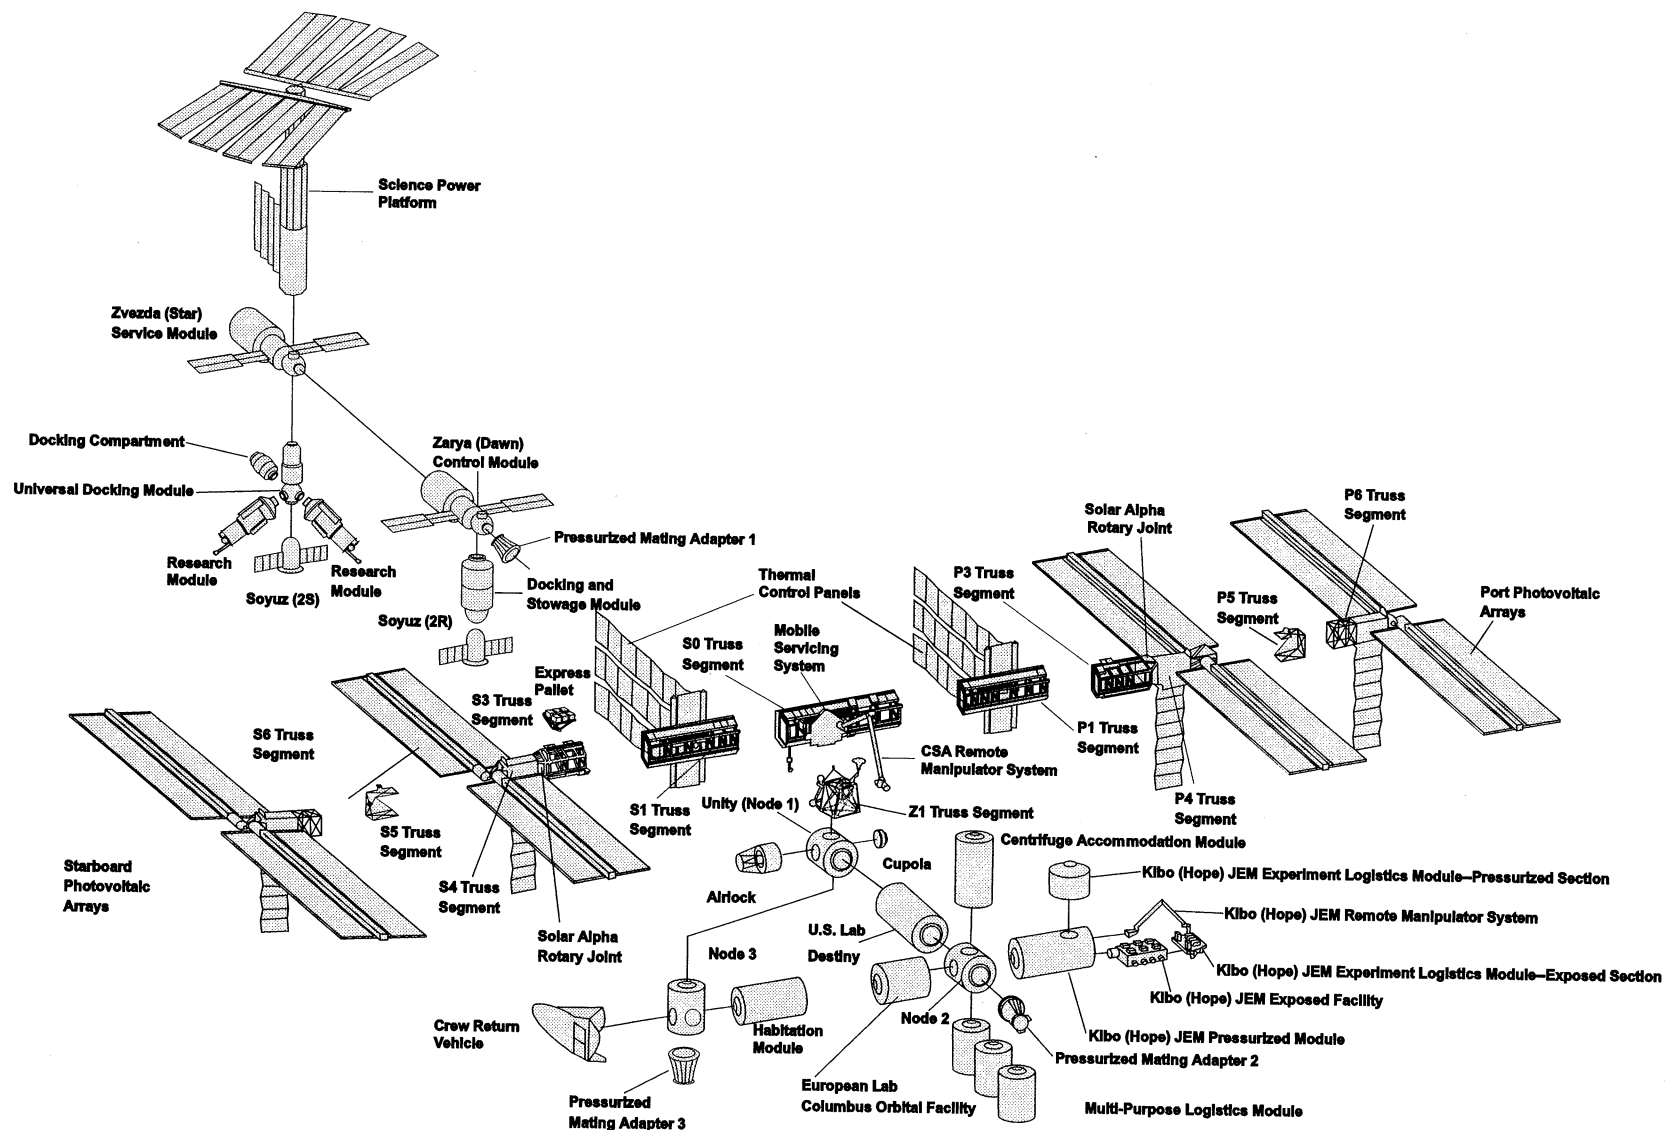 Science Power
Platform
Zvezda (Star)
Service Module
Docking Compartment
Universal Docking Module
Research
Module
Soyuz (2S)
Research
Module
Zarya (Dawn)
Control Module
Pressurized Mating Adapter 1
Docking and
Stowage Module
Soyuz (2R)
Thermal
Control Panels
S0 Truss
Segment
Mobile
Servicing
System
Express
Pallet
S3 Truss
Segment
S6 Truss
Segment
P3 Truss
Segment
Solar Alpha
Rotary Joint
P5 Truss
Segment
P6 Truss
Segment
Port Photovoltaic
Arrays
P1 Truss
Segment
P4 Truss
Segment
CSA Remote
Manipulator System
Z1 Truss Segment
Unity (Node 1)
S1 Truss
Segment
S5 Truss
Segment
S4 Truss
Segment
Starboard
Photovoltaic
Arrays
Solar Alpha
Rotary Joint
Airlock
Cupola
Centrifuge Accommodation Module
Kibo (Hope) JEM Experiment Logistics Module–Pressurized Section
Kibo (Hope) JEM Remote Manipulator System
Kibo (Hope) JEM Experiment Logistics Module–Exposed Section
Kibo (Hope) JEM Exposed Facility
Kibo (Hope) JEM Pressurized Module
Pressurized Mating Adapter 2
U.S. Lab
Destiny
Node 3
Node 2
Crew Return
Vehicle
Habitation
Module
Pressurized
Mating Adapter 3
European Lab
Columbus Orbital Facility
Multi-Purpose Logistics Module